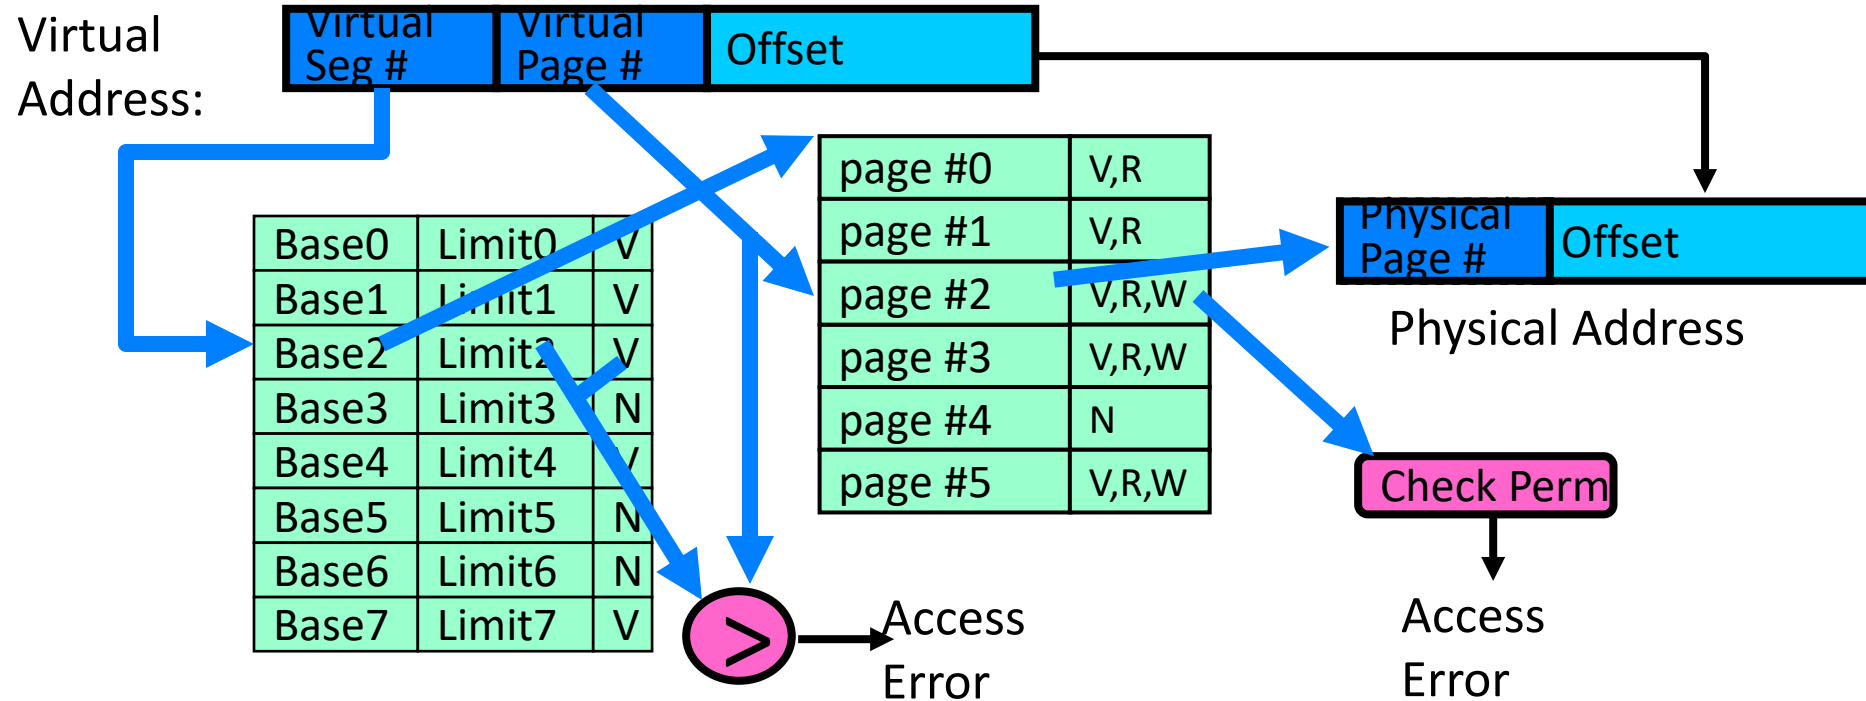 Virtual
Address:
Virtual
Seg #
Virtual
Page #
Offset
Base0 Limit0 V
Base1 Limit1 V
Base2 Limit2 V
Base3 Limit3 N
Base4 Limit4 V
Base5 Limit5 N
Base6 Limit6 N
Base7 Limit7 V
page #0 V,R
page #1 V,R
page #2 V,R,W
page #3 V,R,W
page #4 N
page #5 V,R,W
Physical
Page #
Offset
Physical Address
Check Perm
>
Access
Error
Access
Error